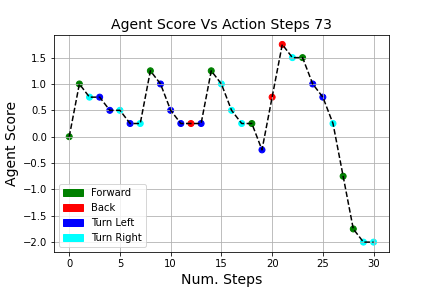 Agent Score Vs Action Steps 73
Agent Score
1.5
1.0
0.5
0.0
−0.5
−1.0
−1.5
−2.0
Forward
Back
Turn Left
Turn Right
0 5 10 15 20 25 30
Num. Steps